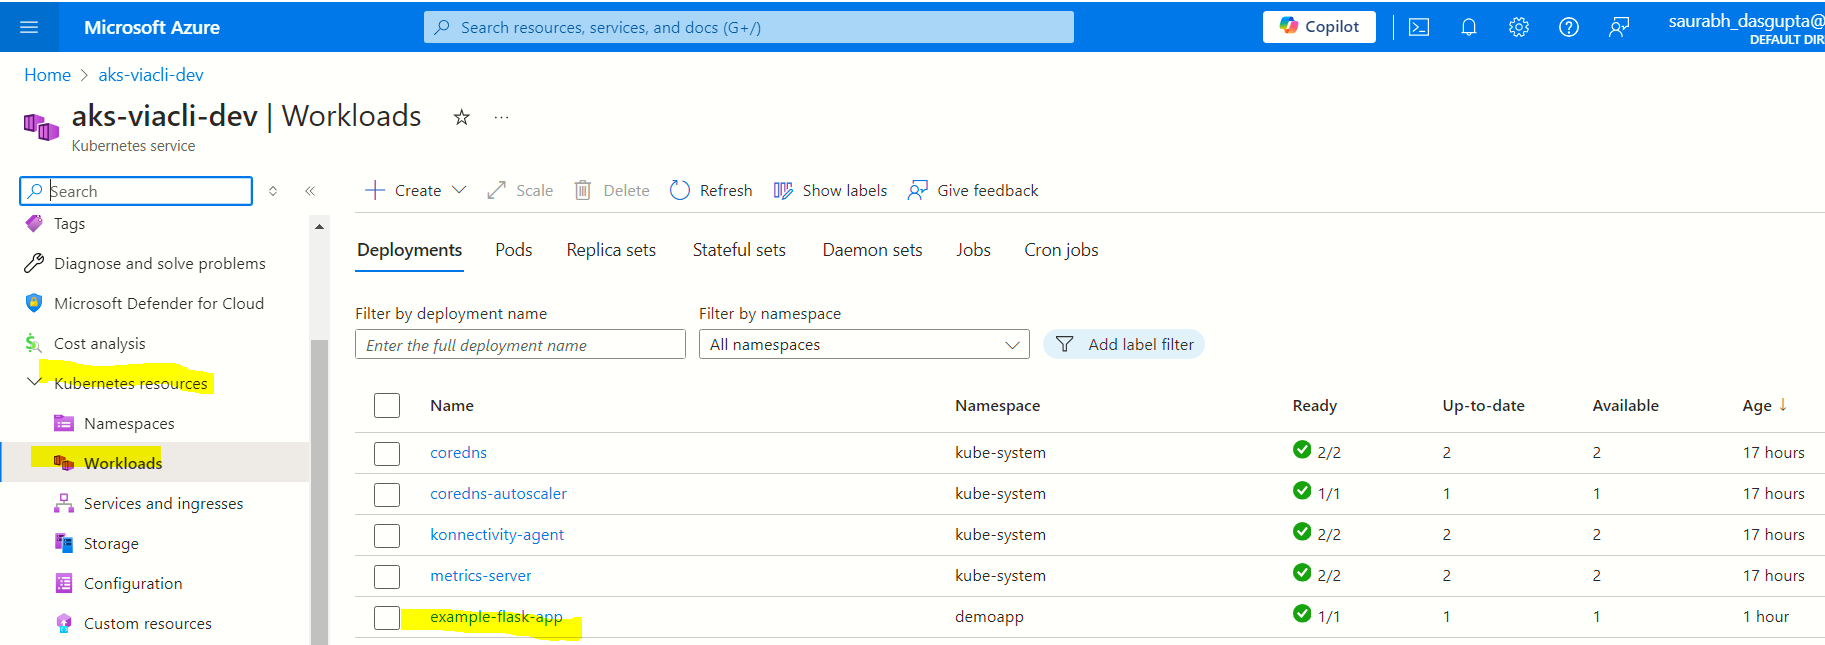 Microsoft Azure
Search resources, services, and docs (G+/)
Copilot
saurabh_dasgupta@
DEFAULT DIR
Home > aks-viacli-dev
aks-viacli-dev | Workloads
Kubernetes service
Search
Create
Scale
Delete
Refresh
Show labels
Give feedback
Tags
Diagnose and solve problems
Microsoft Defender for Cloud
Cost analysis
Kubernetes resources
Namespaces
Workloads
Services and ingresses
Storage
Configuration
Custom resources
Deployments Pods Replica sets Stateful sets Daemon sets Jobs Cron jobs
Filter by deployment name
Enter the full deployment name
Filter by namespace
All namespaces
Add label filter
Name Namespace Ready Up-to-date Available Age ↓
coredns kube-system 2/2 2 2 17 hours
coredns-autoscaler kube-system 1/1 1 1 17 hours
konnectivity-agent kube-system 2/2 2 2 17 hours
metrics-server kube-system 2/2 2 2 17 hours
example-flask-app demoapp 1/1 1 1 1 hour